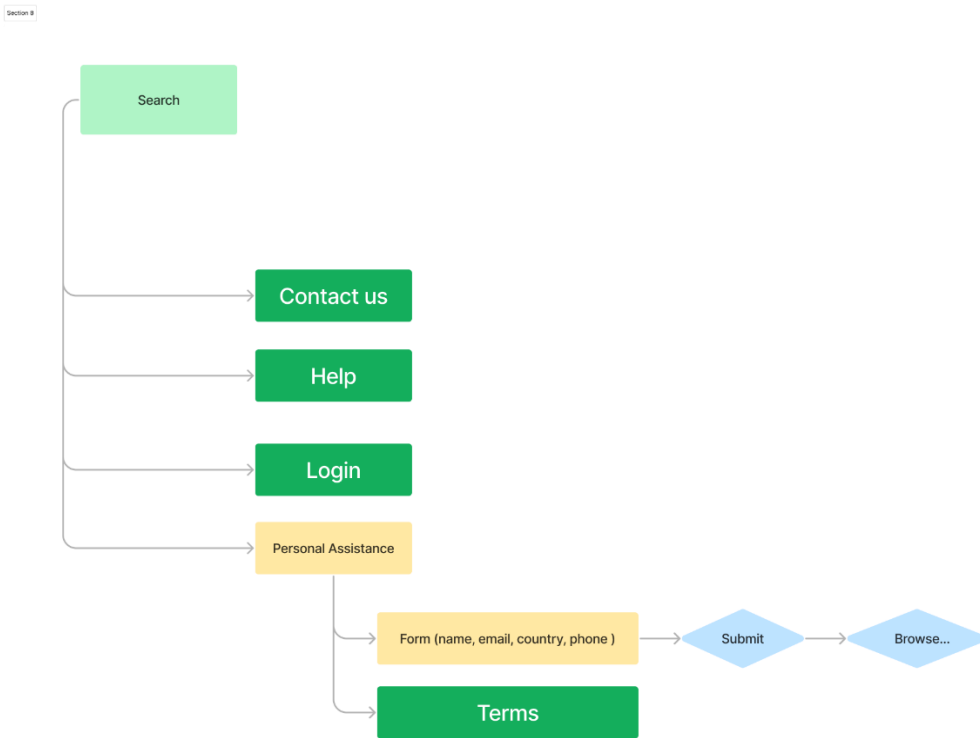 Section 8
Search
Contact us
Help
Login
Personal Assistance
Form (name, email, country, phone )
Submit
Browse...
Terms